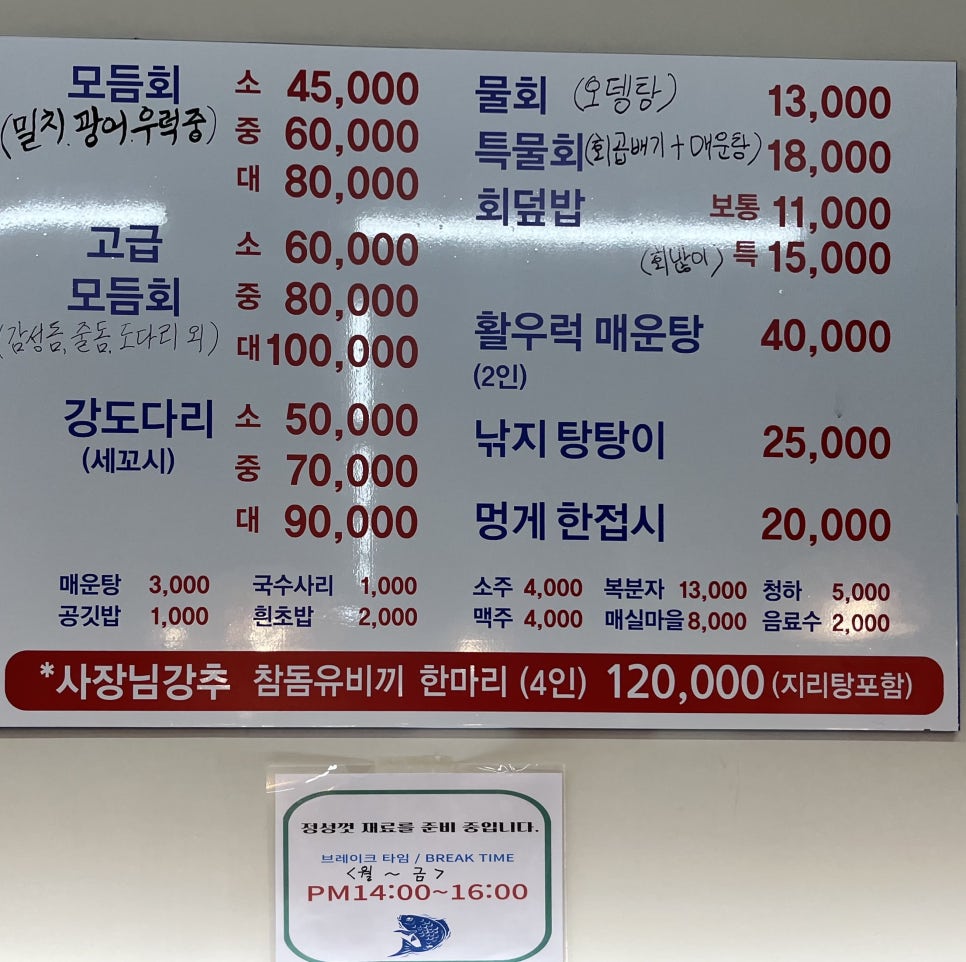 모듬회 소 45,000
(밀치.광어.우럭중) 중 60,000
대 80,000
고급 소 60,000
모듬회 중 80,000
(감성돔,줄돔,도다리 외) 대 100,000
강도다리 소 50,000
(세꼬시) 중 70,000
대 90,000
물회 (오뎅탕) 13,000
특물회 (회곱배기+매운탕) 18,000
회덮밥 보통 11,000
(회많이) 특 15,000
활우럭 매운탕 40,000
(2인)
낚지 탕탕이 25,000
멍게 한접시 20,000
매운탕 3,000 국수사리 1,000
공깃밥 1,000 흰초밥 2,000
소주 4,000 복분자 13,000 청하 5,000
맥주 4,000 매실마을 8,000 음료수 2,000
*사장님강추 참돔유비끼 한마리 (4인) 120,000 (지리탕포함)
정성껏 재료를 준비 중입니다.
브레이크 타임 / BREAK TIME
<월 ~ 금>
PM14:00~16:00